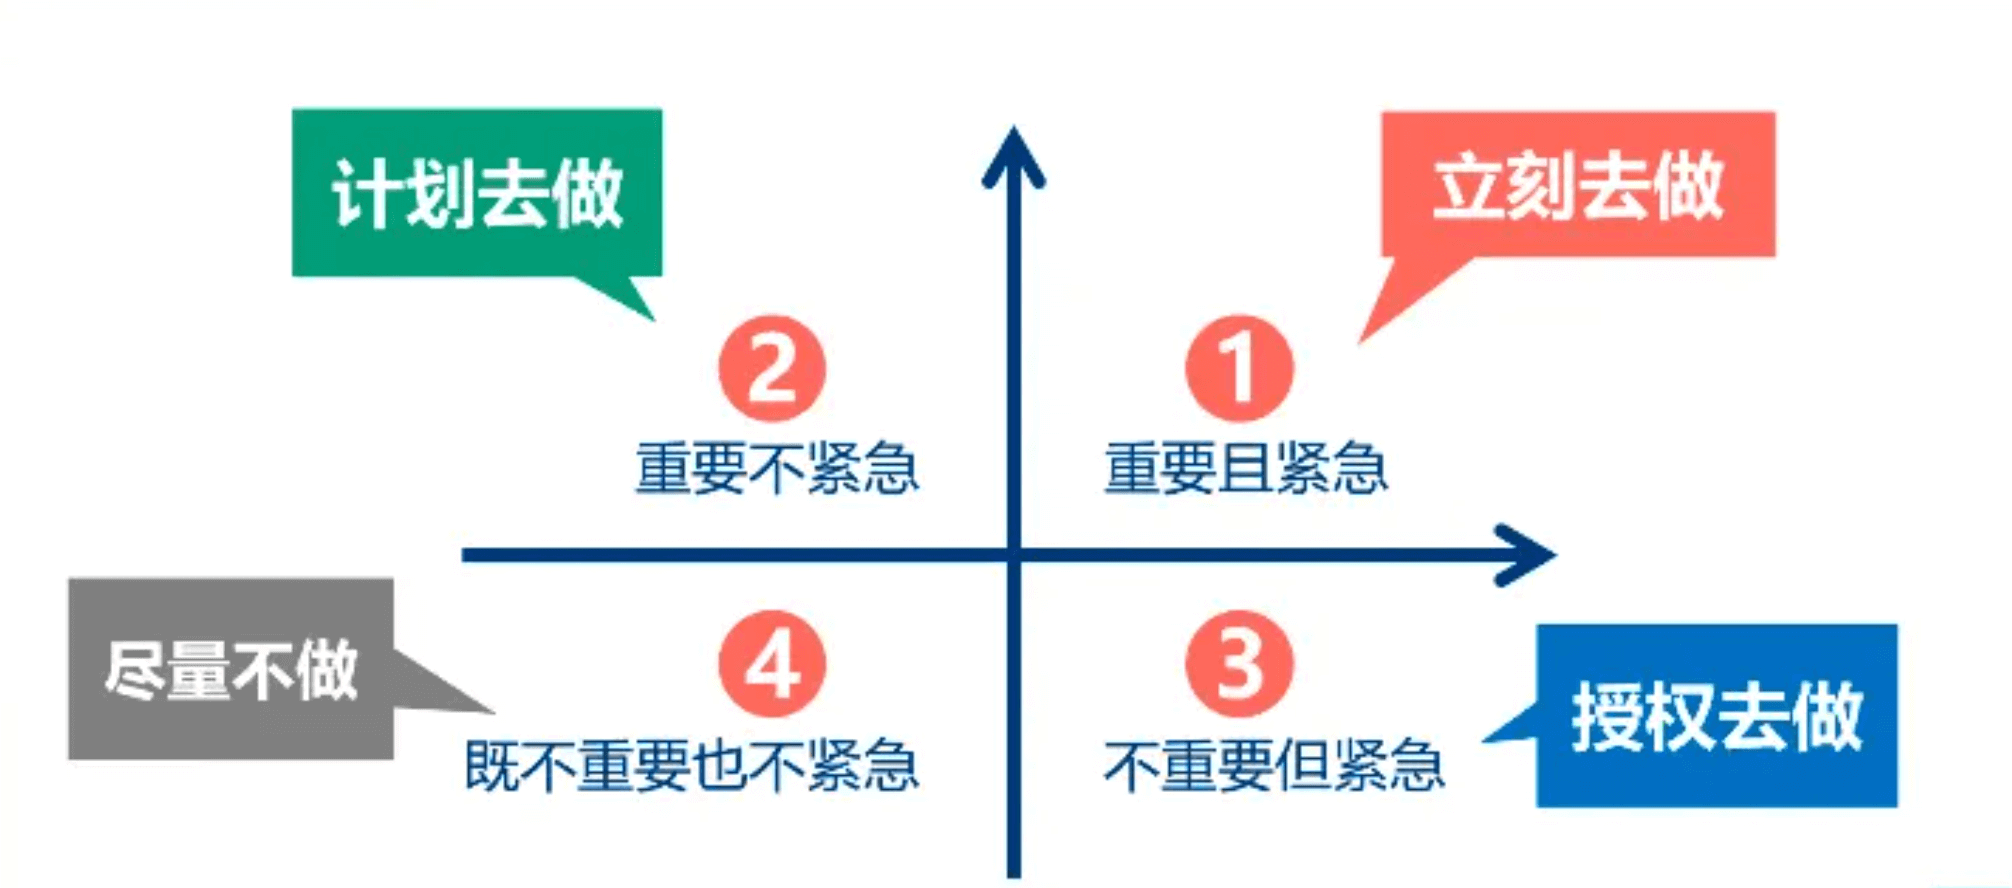 计划去做
立刻去做
2
重要不紧急
1
重要且紧急
尽量不做
4
既不重要也不紧急
3
不重要但紧急
授权去做